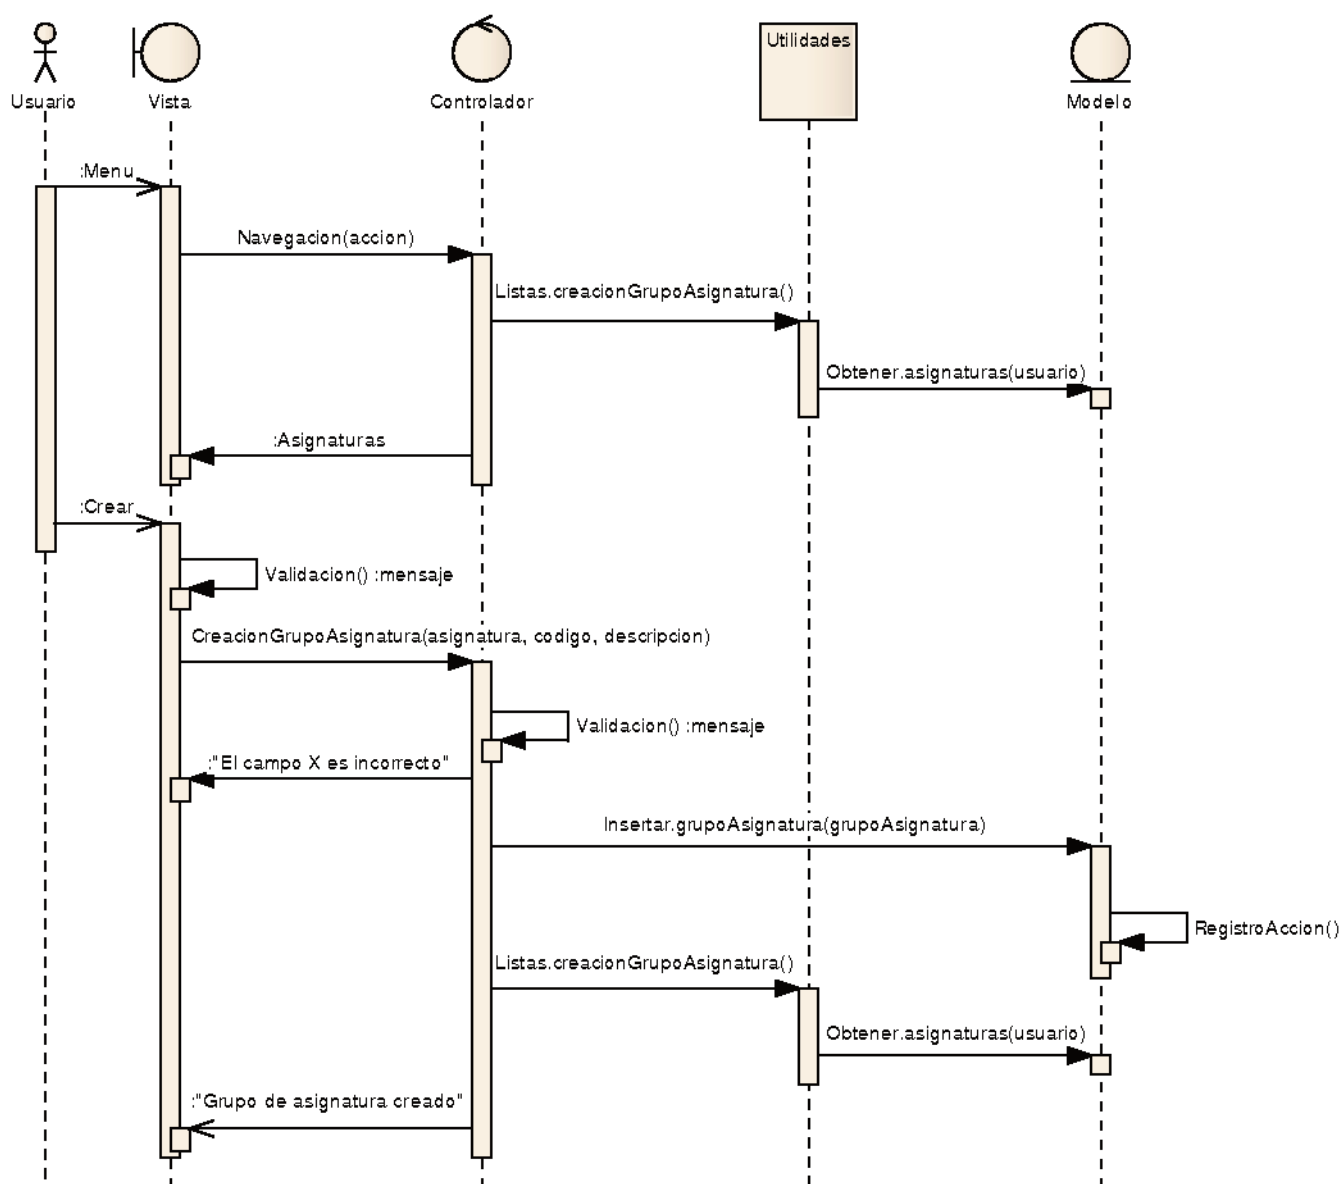 Utilidades
Usuario
Vista
Controlador
Modelo
:Menu
Navegacion(accion)
Listas.creacionGrupoAsignatura()
Obtener.asignaturas(usuario)
:Asignaturas
:Crear
Validacion() :mensaje
CreacionGrupoAsignatura(asignatura, codigo, descripcion)
Validacion() :mensaje
:"El campo X es incorrecto"
Insertar.grupoAsignatura(grupoAsignatura)
RegistroAccion()
Listas.creacionGrupoAsignatura()
Obtener.asignaturas(usuario)
:"Grupo de asignatura creado"